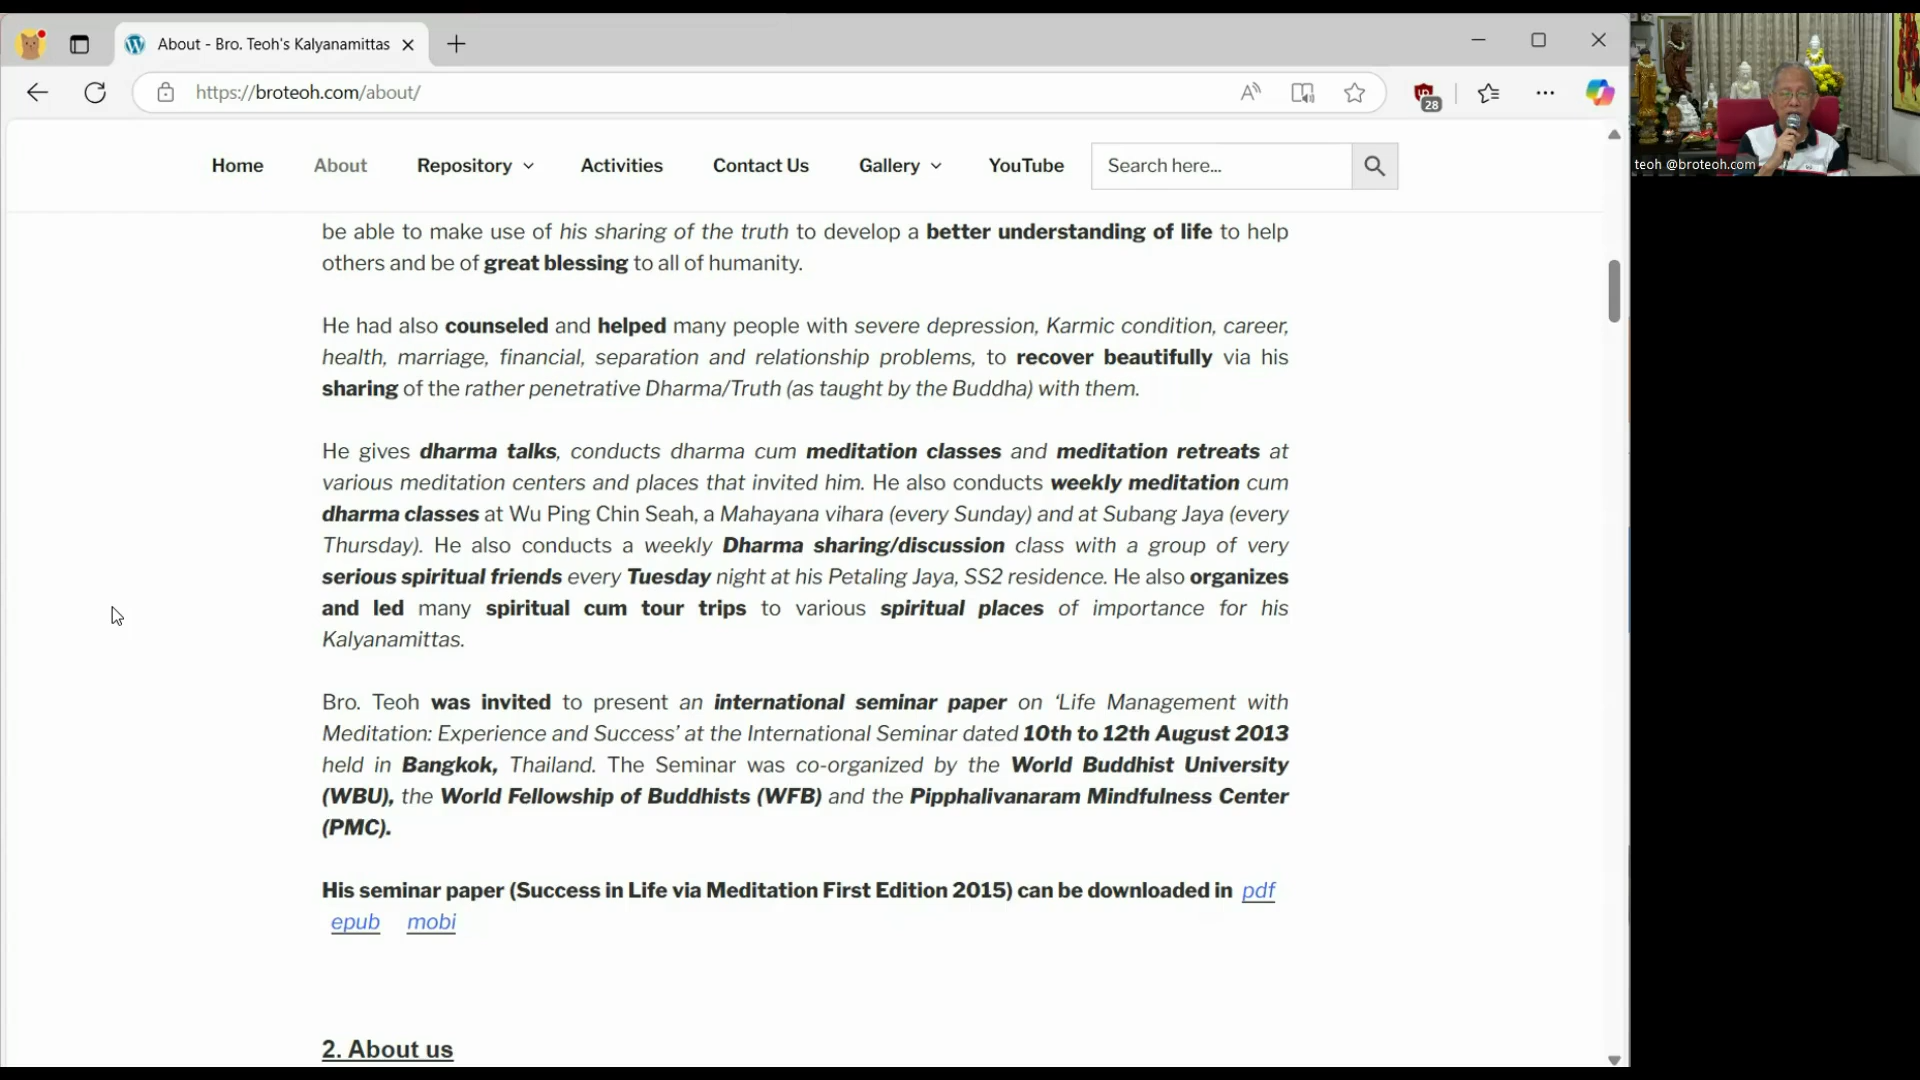 About - Bro. Teoh's Kalyanamittas
https://broteoh.com/about/
28
Home About Repository Activities Contact Us Gallery YouTube Search here...
teoh @broteoh.com
be able to make use of his sharing of the truth to develop a better understanding of life to help
others and be of great blessing to all of humanity.
He had also counseled and helped many people with severe depression, Karmic condition, career,
health, marriage, financial, separation and relationship problems, to recover beautifully via his
sharing of the rather penetrative Dharma/Truth (as taught by the Buddha) with them.
He gives dharma talks, conducts dharma cum meditation classes and meditation retreats at
various meditation centers and places that invited him. He also conducts weekly meditation cum
dharma classes at Wu Ping Chin Seah, a Mahayana vihara (every Sunday) and at Subang Jaya (every
Thursday). He also conducts a weekly Dharma sharing/discussion class with a group of very
serious spiritual friends every Tuesday night at his Petaling Jaya, SS2 residence. He also organizes
and led many spiritual cum tour trips to various spiritual places of importance for his
Kalyanamittas.
Bro. Teoh was invited to present an international seminar paper on ‘Life Management with
Meditation: Experience and Success’ at the International Seminar dated 10th to 12th August 2013
held in Bangkok, Thailand. The Seminar was co-organized by the World Buddhist University
(WBU), the World Fellowship of Buddhists (WFB) and the Pipphalivanaram Mindfulness Center
(PMC).
His seminar paper (Success in Life via Meditation First Edition 2015) can be downloaded in pdf
epub mobi
2. About us